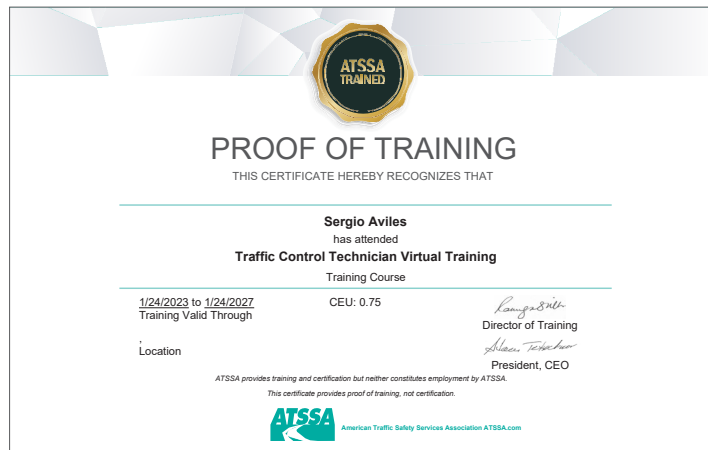 ATSSA
TRAINED
PROOF OF TRAINING
THIS CERTIFICATE HEREBY RECOGNIZES THAT
Sergio Aviles
has attended
Traffic Control Technician Virtual Training
Training Course
1/24/2023 to 1/24/2027
Training Valid Through
CEU: 0.75
Director of Training
,
Location
President, CEO
ATSSA provides training and certification but neither constitutes employment by ATSSA.
This certificate provides proof of training, not certification.
ATSSA
American Traffic Safety Services Association ATSSA.com